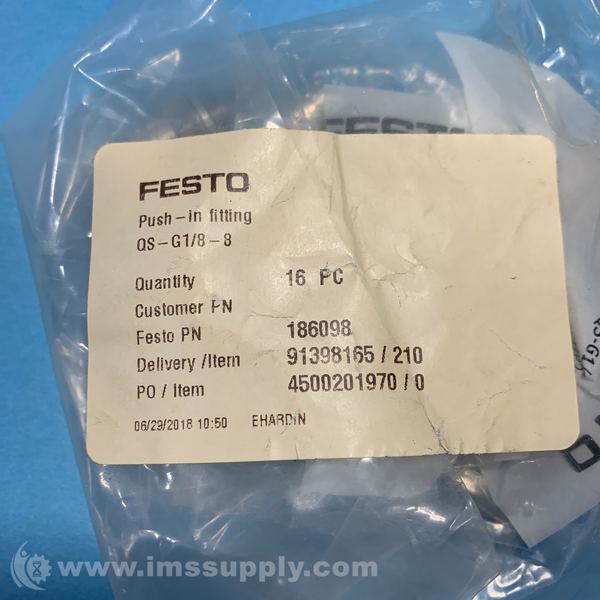 FESTO
FESTO
Push-in fitting
QS-G1/8-8
Quantity 16 PC
Customer PN
Festo PN 186098
Delivery /Item 91398165 / 210
PO / Item 4500201970 / 0
06/29/2018 10:50 EHARDIN
www.imssupply.com